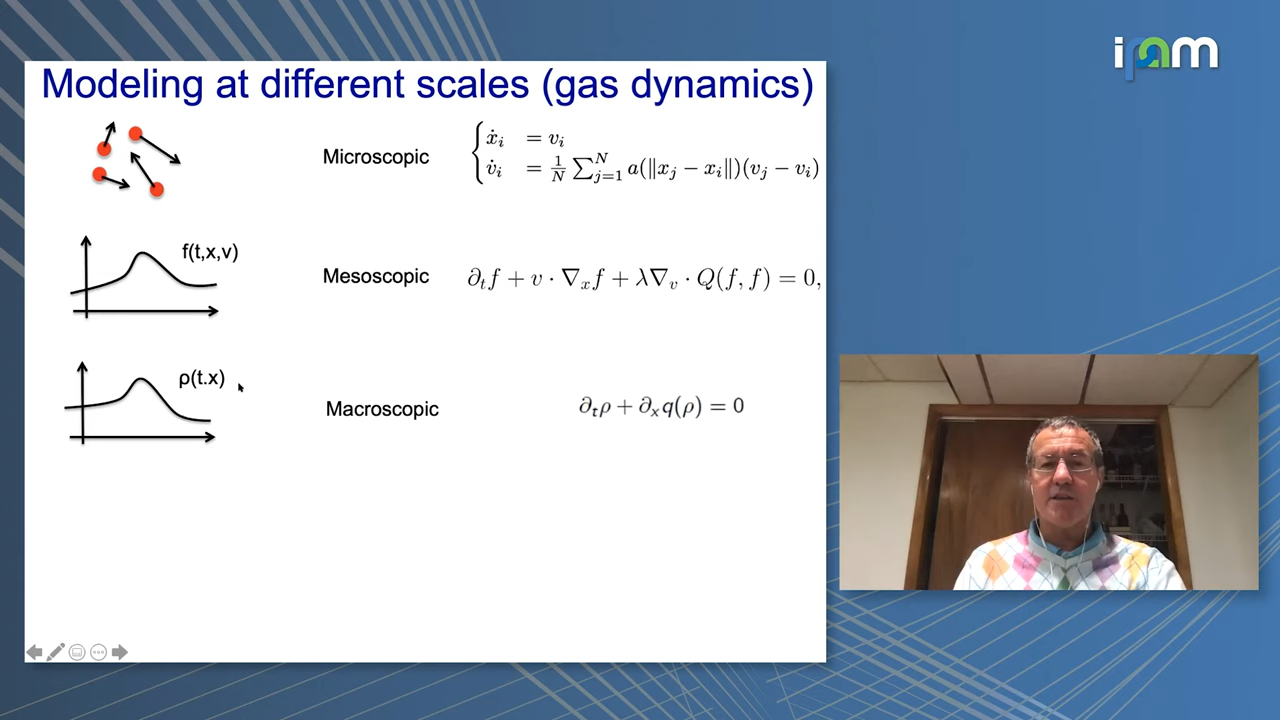 ipam
Modeling at different scales (gas dynamics)
Microscopic
{ ẋᵢ = vᵢ
v̇ᵢ = 1/N ∑ⱼ₌₁ᴺ a(‖xⱼ − xᵢ‖)(vⱼ − vᵢ)
f(t,x,v)
Mesoscopic
∂ₜf + v · ∇ₓf + λ∇ᵥ · Q(f, f) = 0,
ρ(t.x)
Macroscopic
∂ₜρ + ∂ₓq(ρ) = 0